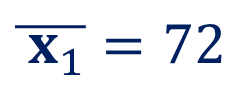 x̅₁ = 72